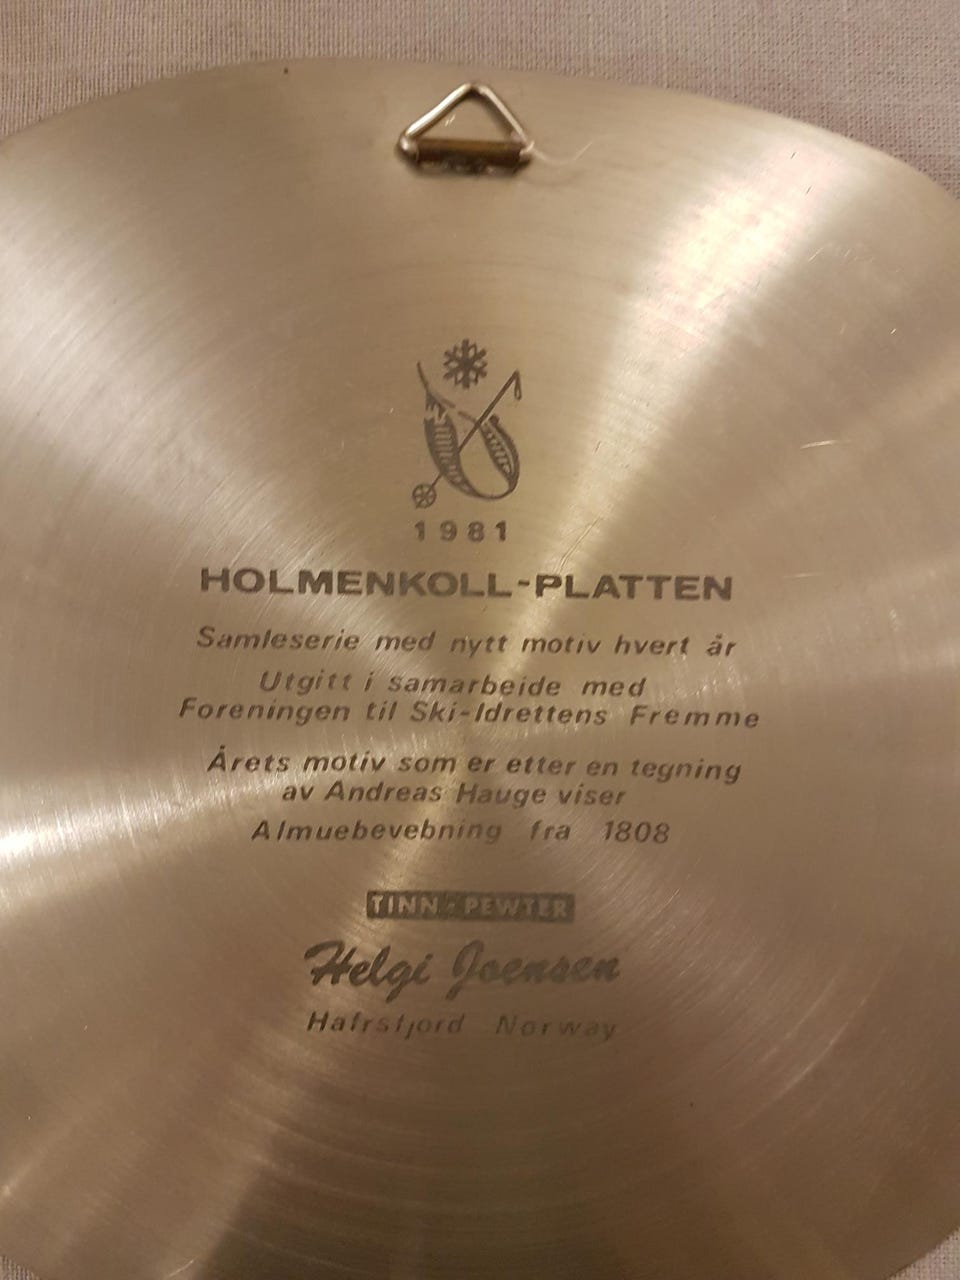 1981
HOLMENKOLL-PLATTEN
Samleserie med nytt motiv hvert år
Utgitt i samarbeide med
Foreningen til Ski-Idrettens Fremme
Årets motiv som er etter en tegning
av Andreas Hauge viser
Almuebevebning fra 1808
TINN-PEWTER
Helgi Joensen
Hafrsfjord Norway